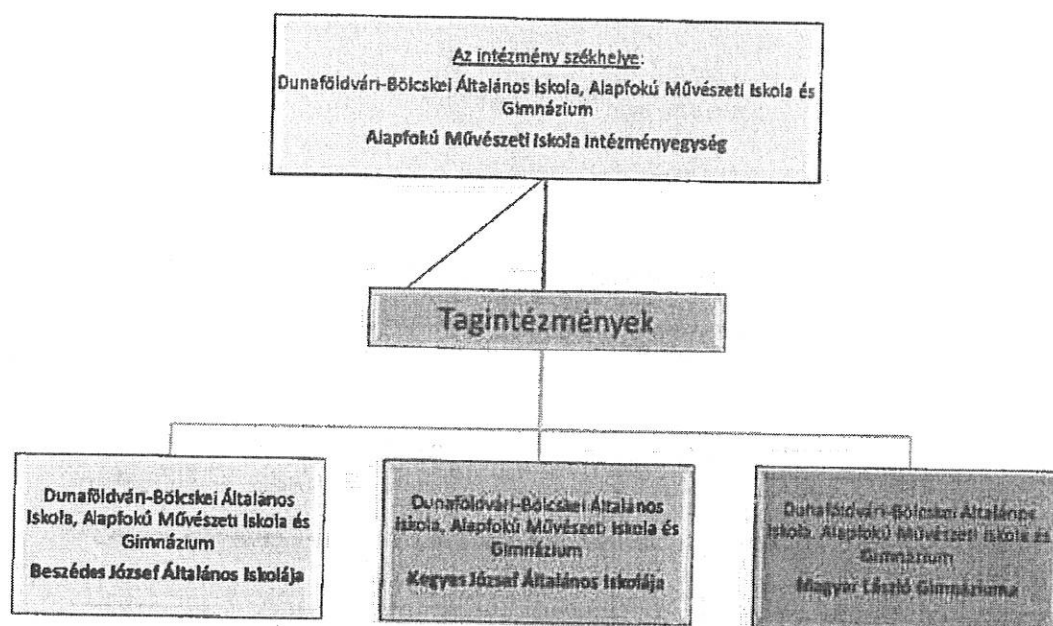 Az intézmény székhelye:
Dunaföldvári-Bölcskei Általános Iskola, Alapfokú Művészeti Iskola és
Gimnázium
Alapfokú Művészeti Iskola Intézményegység
Tagintézmények
Dunaföldvári-Bölcskei Általános
Iskola, Alapfokú Művészeti Iskola és
Gimnázium
Beszédes József Általános Iskolája
Dunaföldvári-Bölcskei Általános
Iskola, Alapfokú Művészeti Iskola és
Gimnázium
Kegyes József Általános Iskolája
Dunaföldvári-Bölcskei Általános
Iskola, Alapfokú Művészeti Iskola és
Gimnázium
Magyar László Gimnáziuma